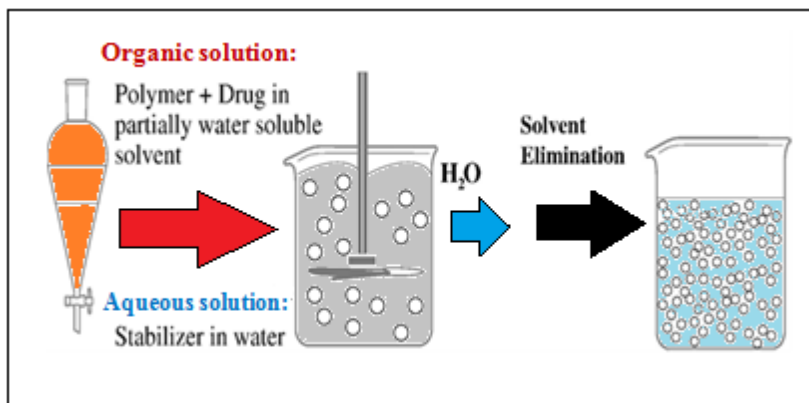 Organic solution:
Polymer + Drug in
partially water soluble
solvent
Aqueous solution:
Stabilizer in water
H₂O
Solvent
Elimination